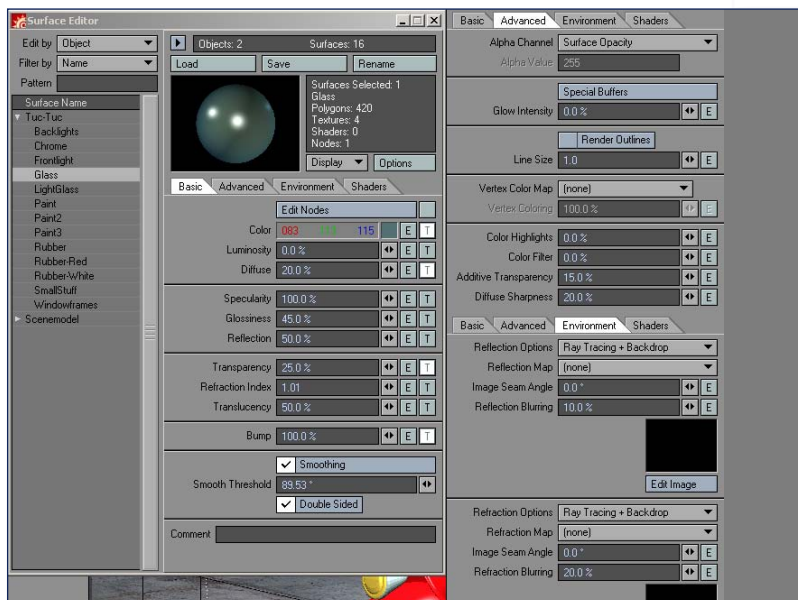 Surface Editor
Edit by Object
Filter by Name
Pattern
Surface Name
Tuc-Tuc
Backlights
Chrome
Frontlight
Glass
LightGlass
Paint
Paint2
Paint3
Rubber
Rubber-Red
Rubber-White
SmallStuff
Windowframes
Scenemodel
Objects: 2 Surfaces: 16
Load Save Rename
Surfaces Selected: 1
Glass
Polygons: 420
Textures: 4
Shaders: 0
Nodes: 1
Display Options
Basic Advanced Environment Shaders
Edit Nodes
Color 083 115 E T
Luminosity 0.0 % E T
Diffuse 20.0 % E T
Specularity 100.0 % E T
Glossiness 45.0 % E T
Reflection 50.0 % E T
Transparency 25.0 % E T
Refraction Index 1.01 E T
Translucency 50.0 % E T
Bump 100.0 % E T
Smoothing
Smooth Threshold 89.53 °
Double Sided
Comment
Basic Advanced Environment Shaders
Alpha Channel Surface Opacity
Alpha Value 255
Special Buffers
Glow Intensity 0.0 % E
Render Outlines
Line Size 1.0 E
Vertex Color Map (none)
Vertex Coloring 100.0 % E
Color Highlights 0.0 % E
Color Filter 0.0 % E
Additive Transparency 15.0 % E
Diffuse Sharpness 20.0 % E
Basic Advanced Environment Shaders
Reflection Options Ray Tracing + Backdrop
Reflection Map (none)
Image Seam Angle 0.0 ° E
Reflection Blurring 10.0 % E
Edit Image
Refraction Options Ray Tracing + Backdrop
Refraction Map (none)
Image Seam Angle 0.0 ° E
Refraction Blurring 20.0 % E